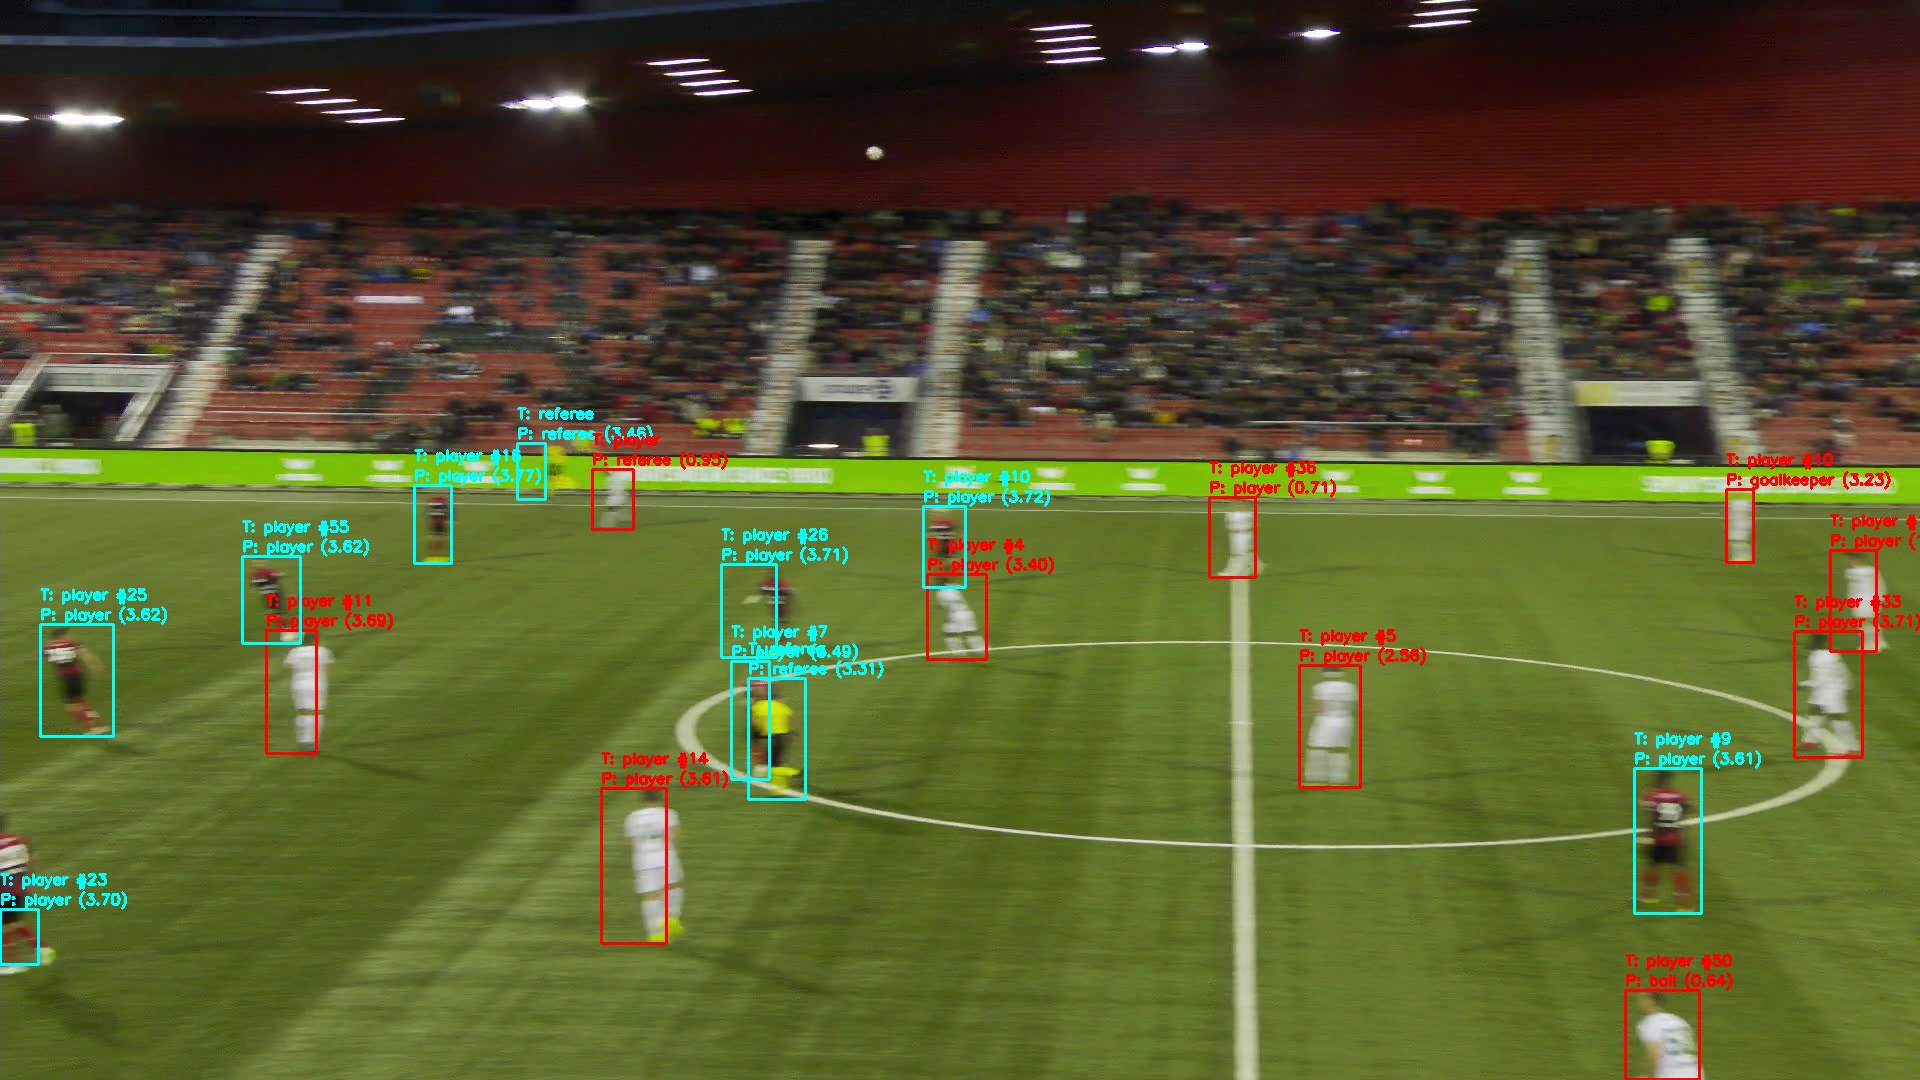 T: referee
P: referee (3.46)
T: player
P: referee (0.95)
T: player #16
P: player (3.77)
T: player #10
P: player (3.72)
T: player #36
P: player (0.71)
T: player #10
P: goalkeeper (3.23)
T: player #55
P: player (3.62)
T: player #26
P: player (3.71)
T: player #4
P: player (3.40)
T: player #
P: player (
T: player #25
P: player (3.62)
T: player #11
P: player (3.69)
T: player #33
P: player (3.71)
T: player #7
P: referee (3.31)
T: player #5
P: player (2.56)
T: player #14
P: player (3.61)
T: player #9
P: player (3.61)
T: player #23
P: player (3.70)
T: player #50
P: ball (0.64)